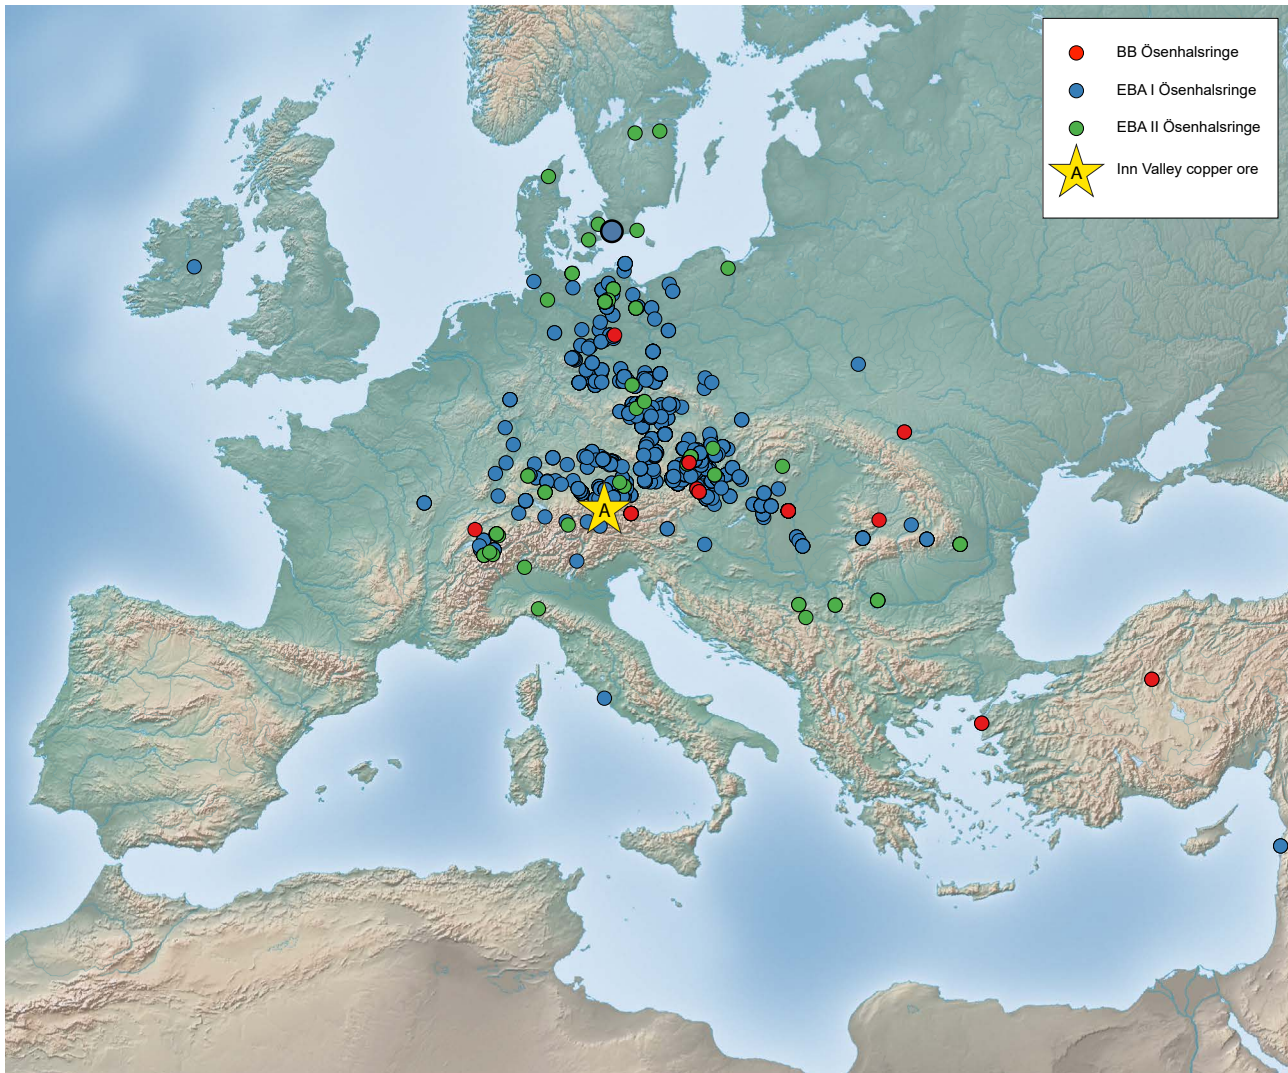 BB Ösenhalsringe
EBA I Ösenhalsringe
EBA II Ösenhalsringe
A Inn Valley copper ore
A